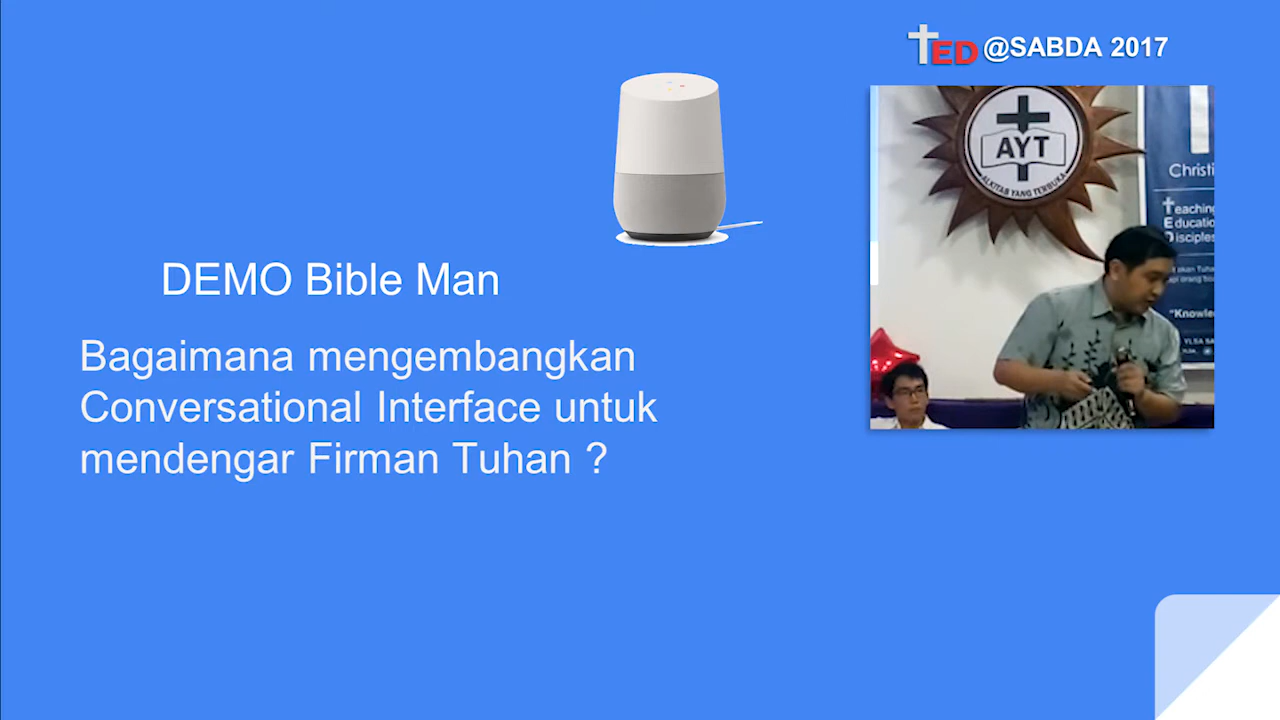 tED @SABDA 2017
AYT
ALKITAB YANG TERBUKA
Christi
teaching
Educatio
Disciples
"Knowle
YLSA
DEMO Bible Man
Bagaimana mengembangkan
Conversational Interface untuk
mendengar Firman Tuhan ?